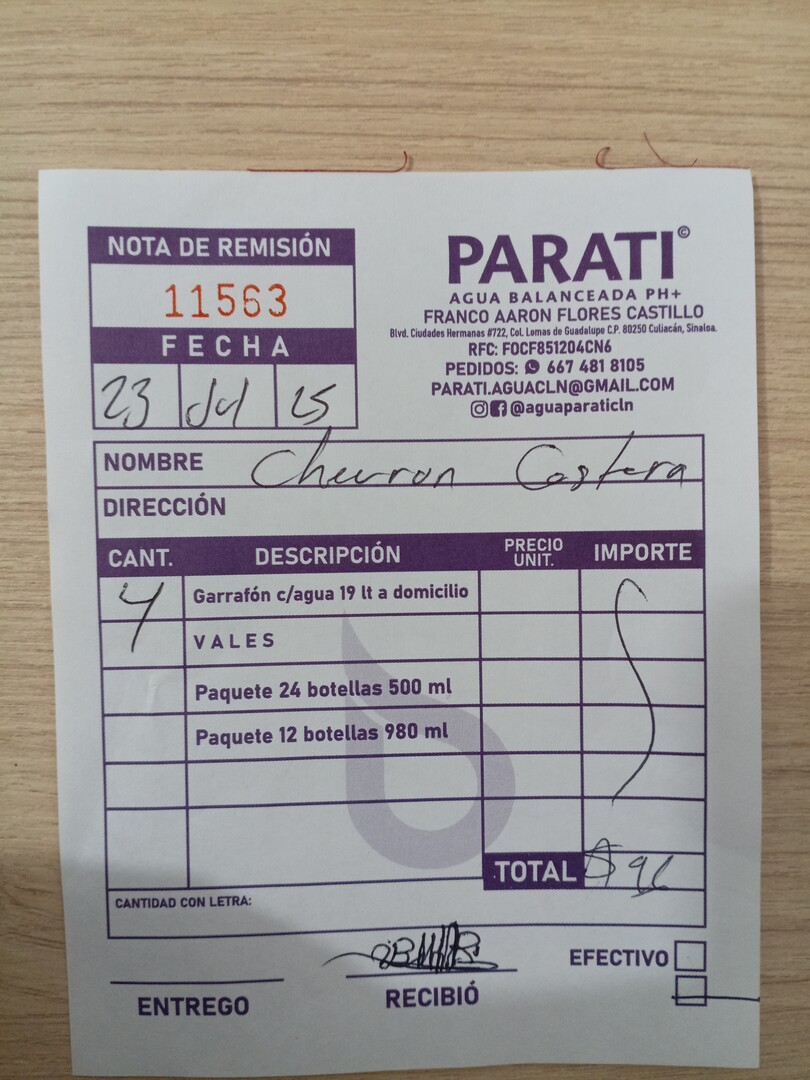 NOTA DE REMISIÓN
11563
FECHA
23 Jul 25
PARATI©
AGUA BALANCEADA PH+
FRANCO AARON FLORES CASTILLO
Blvd. Ciudades Hermanas #722, Col. Lomas de Guadalupe C.P. 80250 Culiacán, Sinaloa.
RFC: FOCF851204CN6
PEDIDOS: 667 481 8105
PARATI.AGUACLN@GMAIL.COM
@aguaparaticln
NOMBRE Chevron Costera
DIRECCIÓN
CANT. DESCRIPCIÓN PRECIO UNIT. IMPORTE
4 Garrafón c/agua 19 lt a domicilio
VALES
Paquete 24 botellas 500 ml
Paquete 12 botellas 980 ml
TOTAL $96
CANTIDAD CON LETRA:
EFECTIVO
ENTREGO
RECIBIÓ